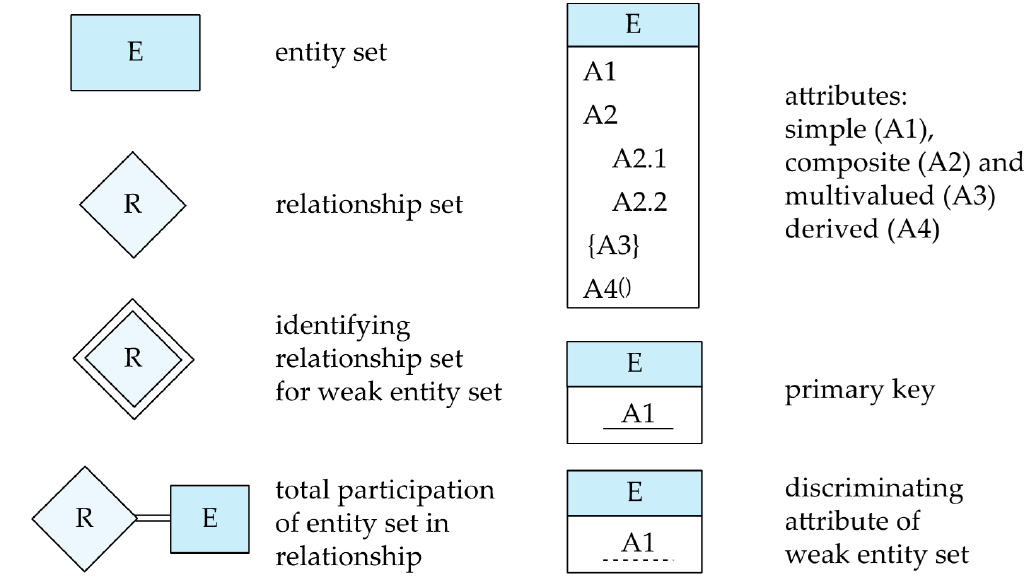 E
entity set
R
relationship set
R
identifying
relationship set
for weak entity set
R
E
total participation
of entity set in
relationship
E
A1
A2
A2.1
A2.2
{A3}
A4()
attributes:
simple (A1),
composite (A2) and
multivalued (A3)
derived (A4)
E
A1
primary key
E
A1
discriminating
attribute of
weak entity set